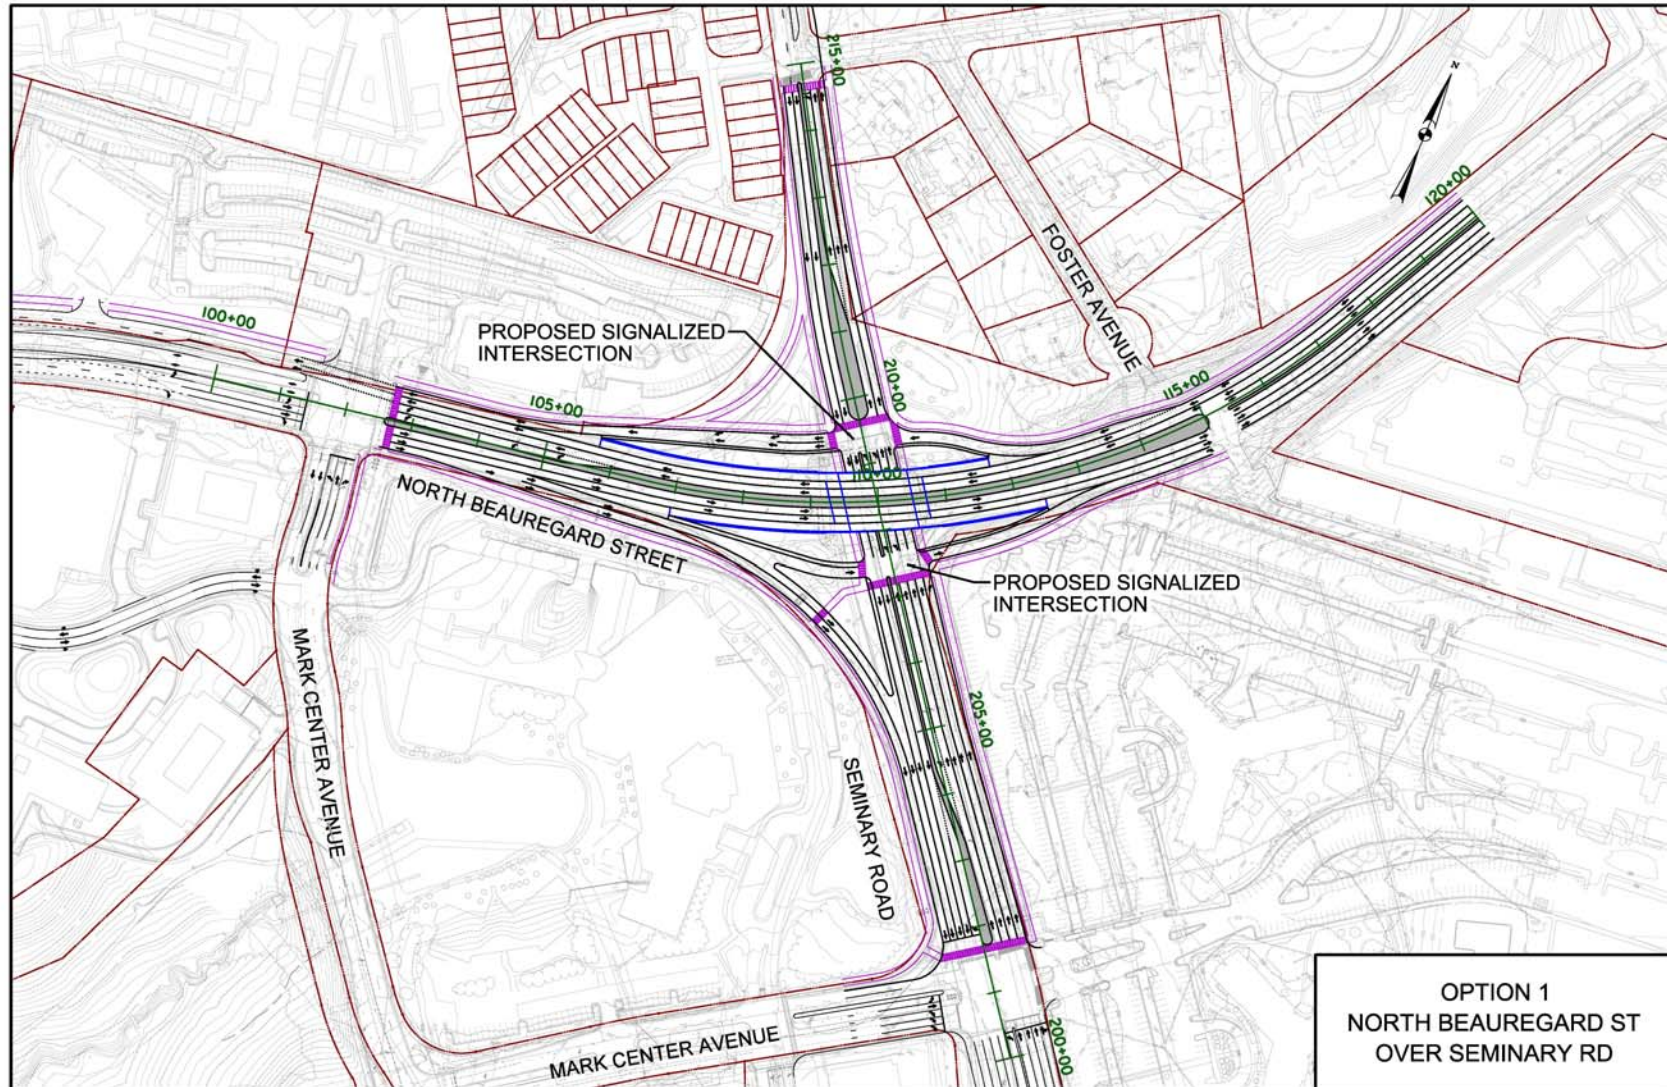 215+00
N
120+00
FOSTER AVENUE
100+00
PROPOSED SIGNALIZED
INTERSECTION
210+00
115+00
105+00
110+00
NORTH BEAUREGARD STREET
PROPOSED SIGNALIZED
INTERSECTION
MARK CENTER AVENUE
205+00
SEMINARY ROAD
MARK CENTER AVENUE
200+00
OPTION 1
NORTH BEAUREGARD ST
OVER SEMINARY RD